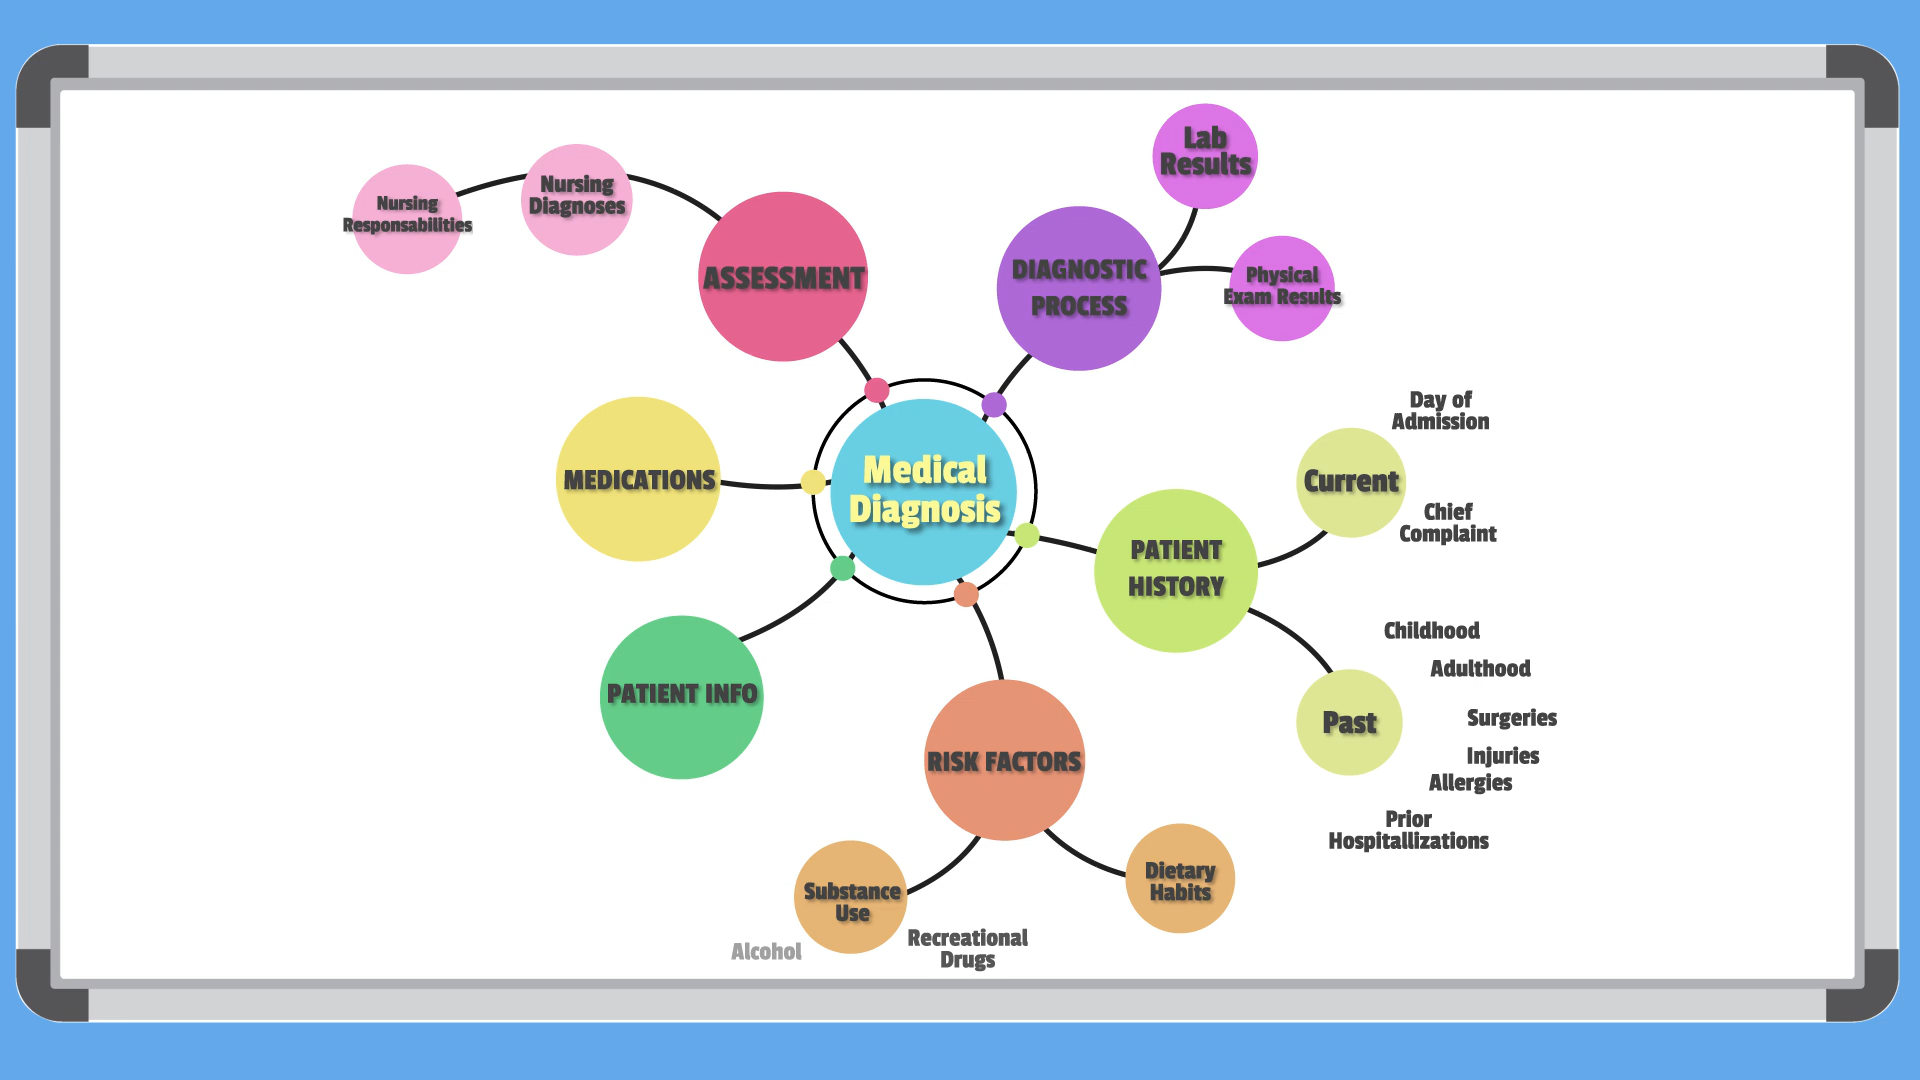 Lab
Results
Nursing
Diagnoses
Nursing
Responsabilities
ASSESSMENT
DIAGNOSTIC
PROCESS
Physical
Exam Results
Day of
Admission
MEDICATIONS
Medical
Diagnosis
Current
Chief
Complaint
PATIENT
HISTORY
Childhood
Adulthood
PATIENT INFO
Past
Surgeries
Injuries
Allergies
RISK FACTORS
Prior
Hospitallizations
Substance
Use
Dietary
Habits
Alcohol
Recreational
Drugs